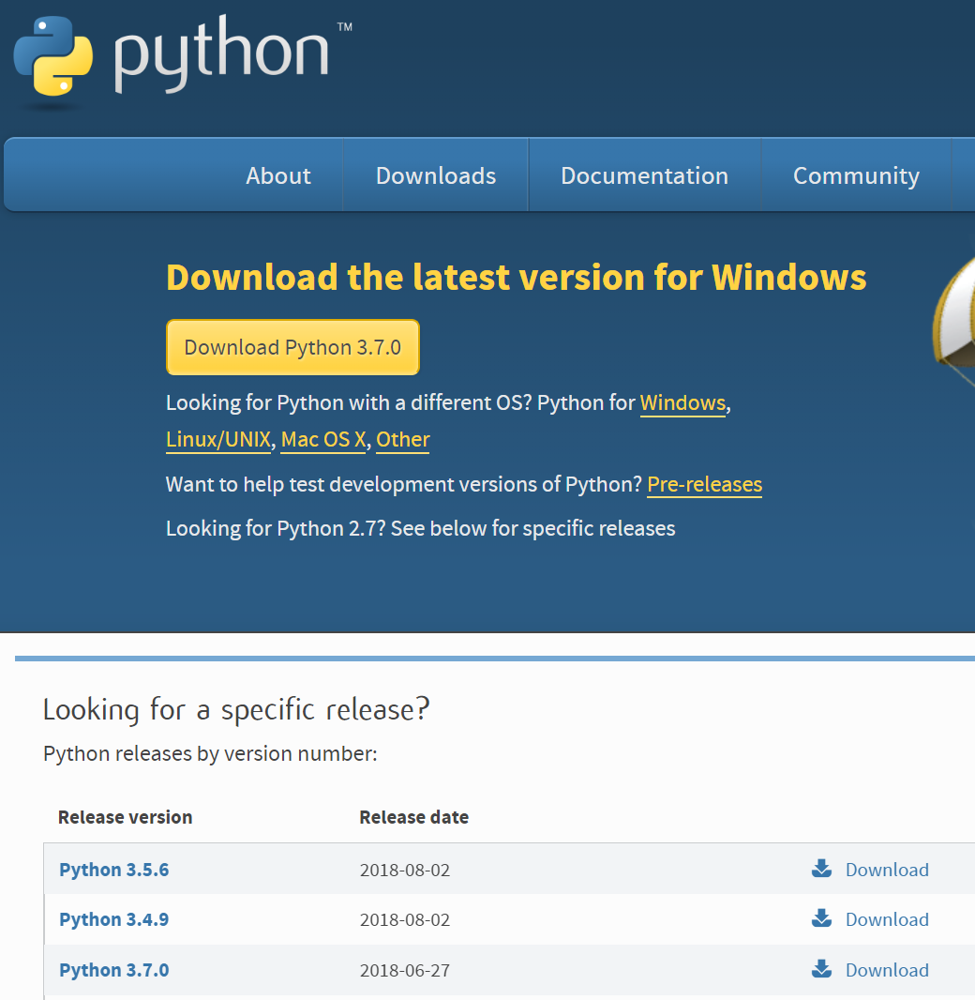 python™
About Downloads Documentation Community
Download the latest version for Windows
Download Python 3.7.0
Looking for Python with a different OS? Python for Windows,
Linux/UNIX, Mac OS X, Other
Want to help test development versions of Python? Pre-releases
Looking for Python 2.7? See below for specific releases
Looking for a specific release?
Python releases by version number:
Release version Release date
Python 3.5.6 2018-08-02 Download
Python 3.4.9 2018-08-02 Download
Python 3.7.0 2018-06-27 Download